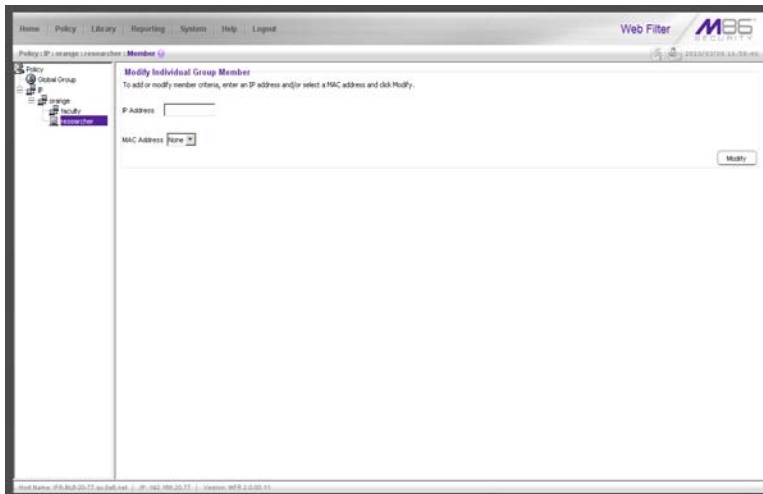 Home Policy Library Reporting System Help Logout
Web Filter
M86
SECURITY
Policy : IP : orange : researcher : Member
Policy
Global Group
IP
orange
faculty
researcher
Modify Individual Group Member
To add or modify member criteria, enter an IP address and/or select a MAC address and click Modify.
IP Address
MAC Address None
Modify